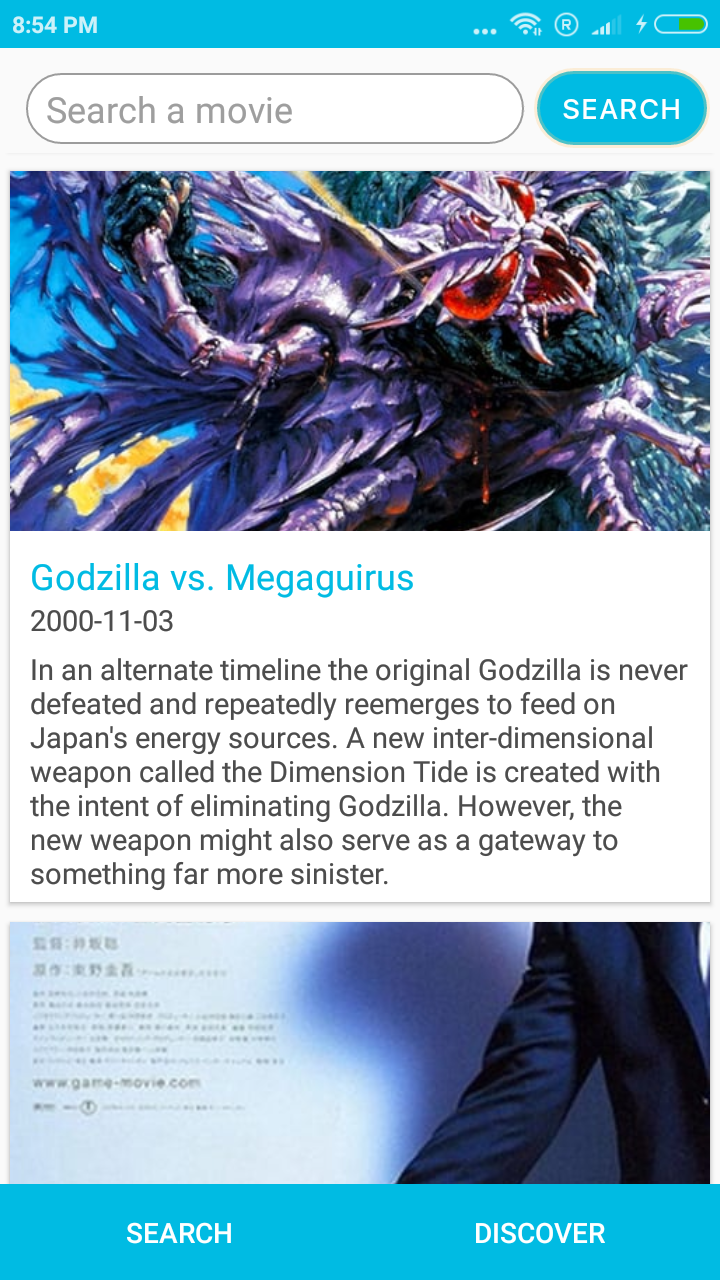 8:54 PM
R
Search a movie
SEARCH
Godzilla vs. Megaguirus
2000-11-03
In an alternate timeline the original Godzilla is never
defeated and repeatedly reemerges to feed on
Japan's energy sources. A new inter-dimensional
weapon called the Dimension Tide is created with
the intent of eliminating Godzilla. However, the
new weapon might also serve as a gateway to
something far more sinister.
監督:井坂聡
原作:東野圭吾
www.game-movie.com
SEARCH
DISCOVER